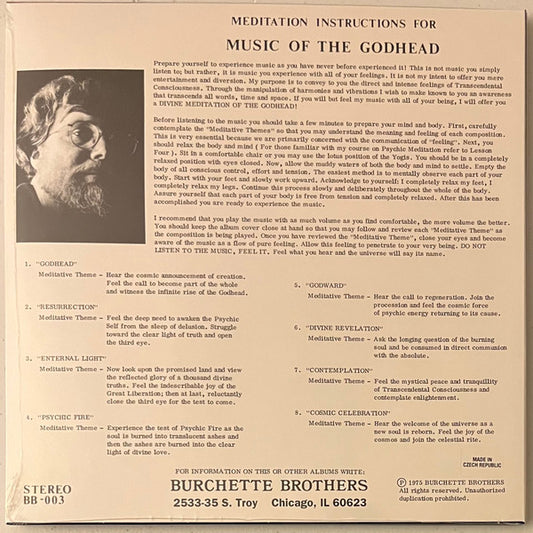 MEDITATION INSTRUCTIONS FOR
MUSIC OF THE GODHEAD
Prepare yourself to experience music as you have never before experienced it! This is not music you simply
listen to; but rather, it is music you experience with all of your feelings. It is not my intent to offer you mere
entertainment and diversion. My purpose is to convey to you the direct and intense feelings of Transcendental
Consciousness. Through the manipulation of harmonies and vibrations I wish to make known to you an awareness
that transcends all words, time and space. If you will but feel my music with all of your being, I will offer you
a DIVINE MEDITATION OF THE GODHEAD!
Before listening to the music you should take a few minutes to prepare your mind and body. First, carefully
contemplate the "Meditative Themes" so that you may understand the meaning and feeling of each composition.
This is very essential because we are primarily concerned with the communication of "feeling". Next, you
should relax the body and mind ( For those familiar with my course on Psychic Meditation refer to Lesson
Four ). Sit in a comfortable chair or you may use the lotus position of the Yogis. You should be in a completely
relaxed position with eyes closed. Now, allow the muddy waters of both the body and mind to settle. Empty the
body of all conscious control, effort and tension. The easiest method is to mentally observe each part of your
body. Start with your feet and slowly work upward. Acknowledge to yourself: I completely relax my feet, I
completely relax my legs. Continue this process slowly and deliberately throughout the whole of the body.
Assure yourself that each part of your body is free from tension and completely relaxed. After this has been
accomplished you are ready to experience the music.
I recommend that you play the music with as much volume as you find comfortable, the more volume the better.
You should keep the album cover close at hand so that you may follow and review each "Meditative Theme" as
the composition is being played. Once you have reviewed the "Meditative Theme", close your eyes and become
aware of the music as a flow of pure feeling. Allow this feeling to penetrate to your very being. DO NOT
LISTEN TO THE MUSIC, FEEL IT. Feel what you hear and the universe will say its name.
1. "GODHEAD"
Meditative Theme - Hear the cosmic announcement of creation.
Feel the call to become part of the whole
and witness the infinite rise of the Godhead.
2. "RESURRECTION"
Meditative Theme - Feel the deep need to awaken the Psychic
Self from the sleep of delusion. Struggle
toward the clear light of truth and open
the third eye.
3. "ENTERNAL LIGHT"
Meditative Theme - Now look upon the promised land and view
the reflected glory of a thousand divine
truths. Feel the indescribable joy of the
Great Liberation; then at last, reluctantly
close the third eye for the test to come.
4. "PSYCHIC FIRE"
Meditative Theme - Experience the test of Psychic Fire as the
soul is burned into translucent ashes and
then the ashes are burned into the clear
light of divine love.
5. "GODWARD"
Meditative Theme - Hear the call to regeneration. Join the
procession and feel the cosmic force
of psychic energy returning to its cause.
6. "DIVINE REVELATION"
Meditative Theme - Ask the longing question of the burning
soul and be consumed in direct communion
with the absolute.
7. "CONTEMPLATION"
Meditative Theme - Feel the mystical peace and tranquillity
of Transcendental Consciousness and
contemplate enlightenment.
8. "COSMIC CELEBRATION"
Meditative Theme - Hear the welcome of the universe as a
new soul is reborn. Feel the joy of the
cosmos and join the celestial rite.
MADE IN
CZECH REPUBLIC
FOR INFORMATION ON THIS OR OTHER ALBUMS WRITE:
BURCHETTE BROTHERS
2533-35 S. Troy Chicago, IL 60623
STEREO
BB-003
Ⓟ 1975 BURCHETTE BROTHERS
All rights reserved. Unauthorized
duplication prohibited.